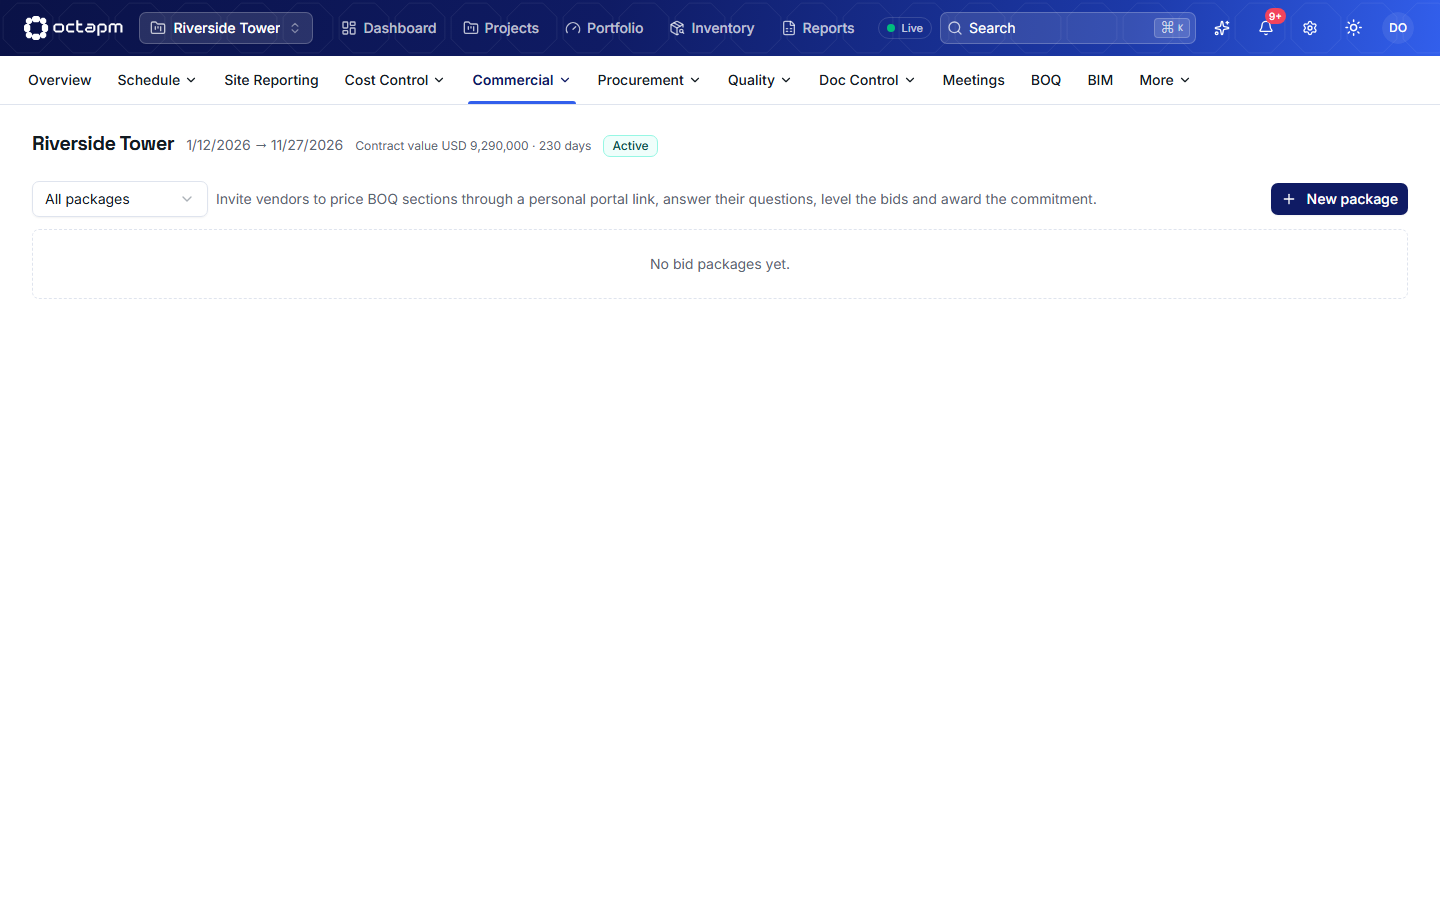 octapm
Riverside Tower
Dashboard
Projects
Portfolio
Inventory
Reports
Live
Search
⌘ K
9+
DO
Overview
Schedule
Site Reporting
Cost Control
Commercial
Procurement
Quality
Doc Control
Meetings
BOQ
BIM
More
Riverside Tower 1/12/2026 → 11/27/2026 Contract value USD 9,290,000 · 230 days Active
All packages
Invite vendors to price BOQ sections through a personal portal link, answer their questions, level the bids and award the commitment.
+ New package
No bid packages yet.